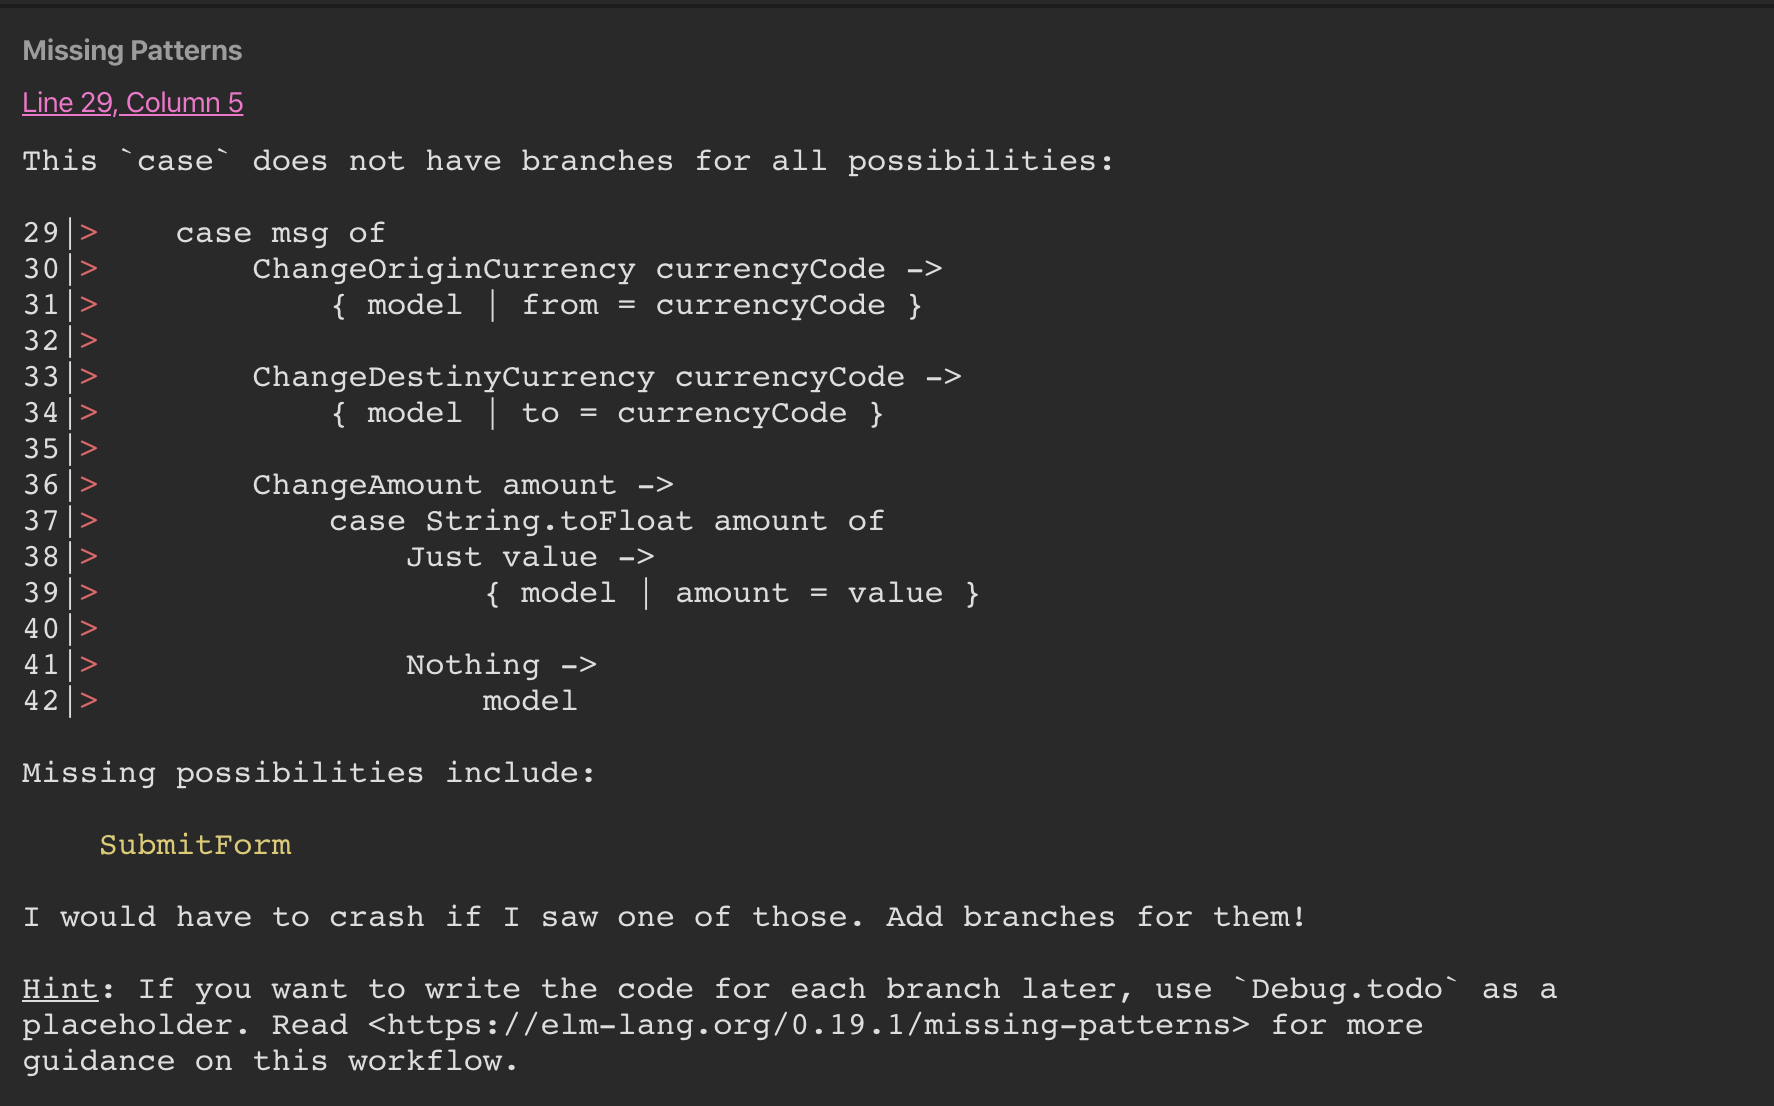 Missing Patterns
Line 29, Column 5
This `case` does not have branches for all possibilities:
29|>    case msg of
30|>        ChangeOriginCurrency currencyCode ->
31|>            { model | from = currencyCode }
32|>
33|>        ChangeDestinyCurrency currencyCode ->
34|>            { model | to = currencyCode }
35|>
36|>        ChangeAmount amount ->
37|>            case String.toFloat amount of
38|>                Just value ->
39|>                    { model | amount = value }
40|>
41|>                Nothing ->
42|>                    model
Missing possibilities include:
    SubmitForm
I would have to crash if I saw one of those. Add branches for them!
Hint: If you want to write the code for each branch later, use `Debug.todo` as a
placeholder. Read <https://elm-lang.org/0.19.1/missing-patterns> for more
guidance on this workflow.